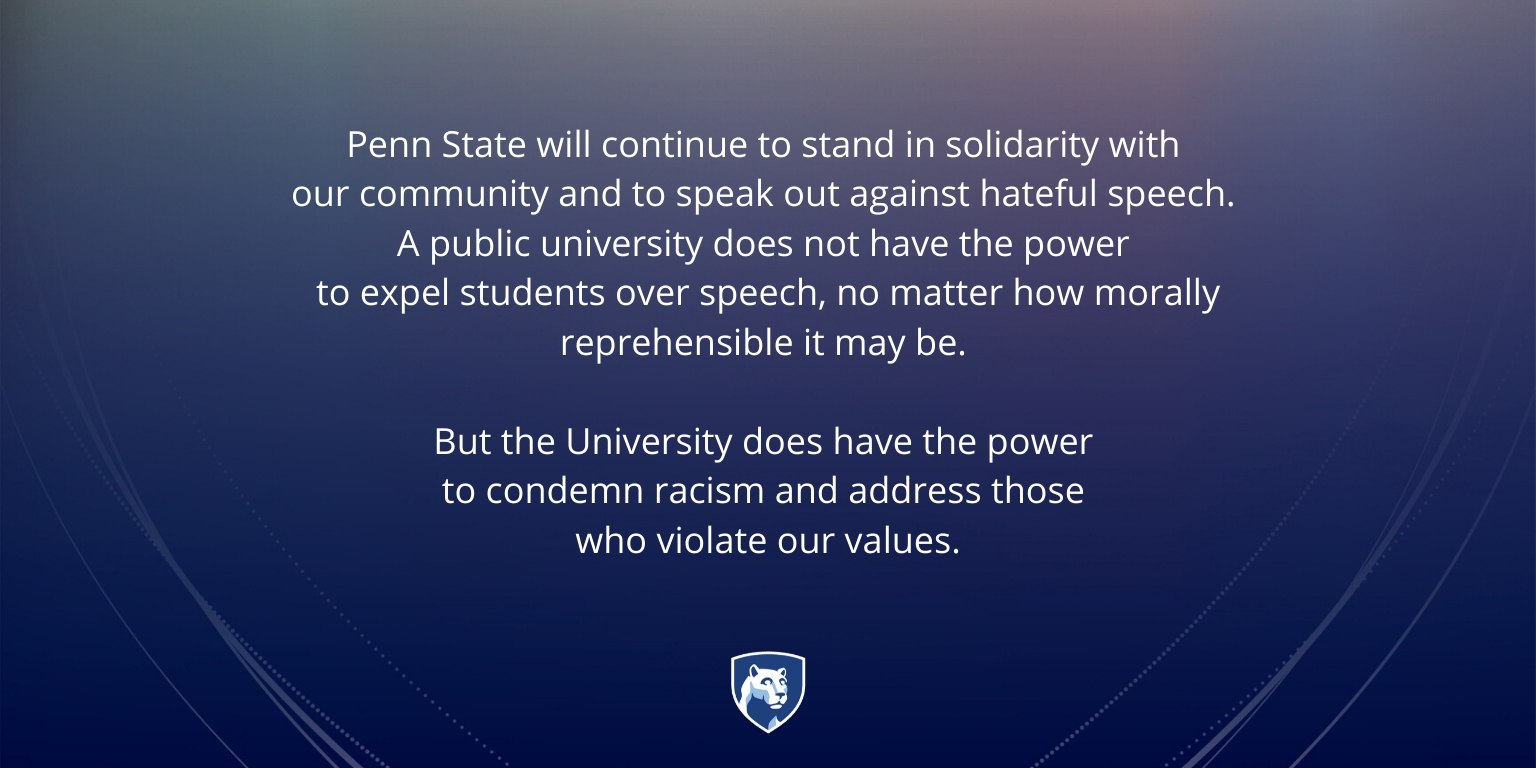 Penn State will continue to stand in solidarity with
our community and to speak out against hateful speech.
A public university does not have the power
to expel students over speech, no matter how morally
reprehensible it may be.
But the University does have the power
to condemn racism and address those
who violate our values.